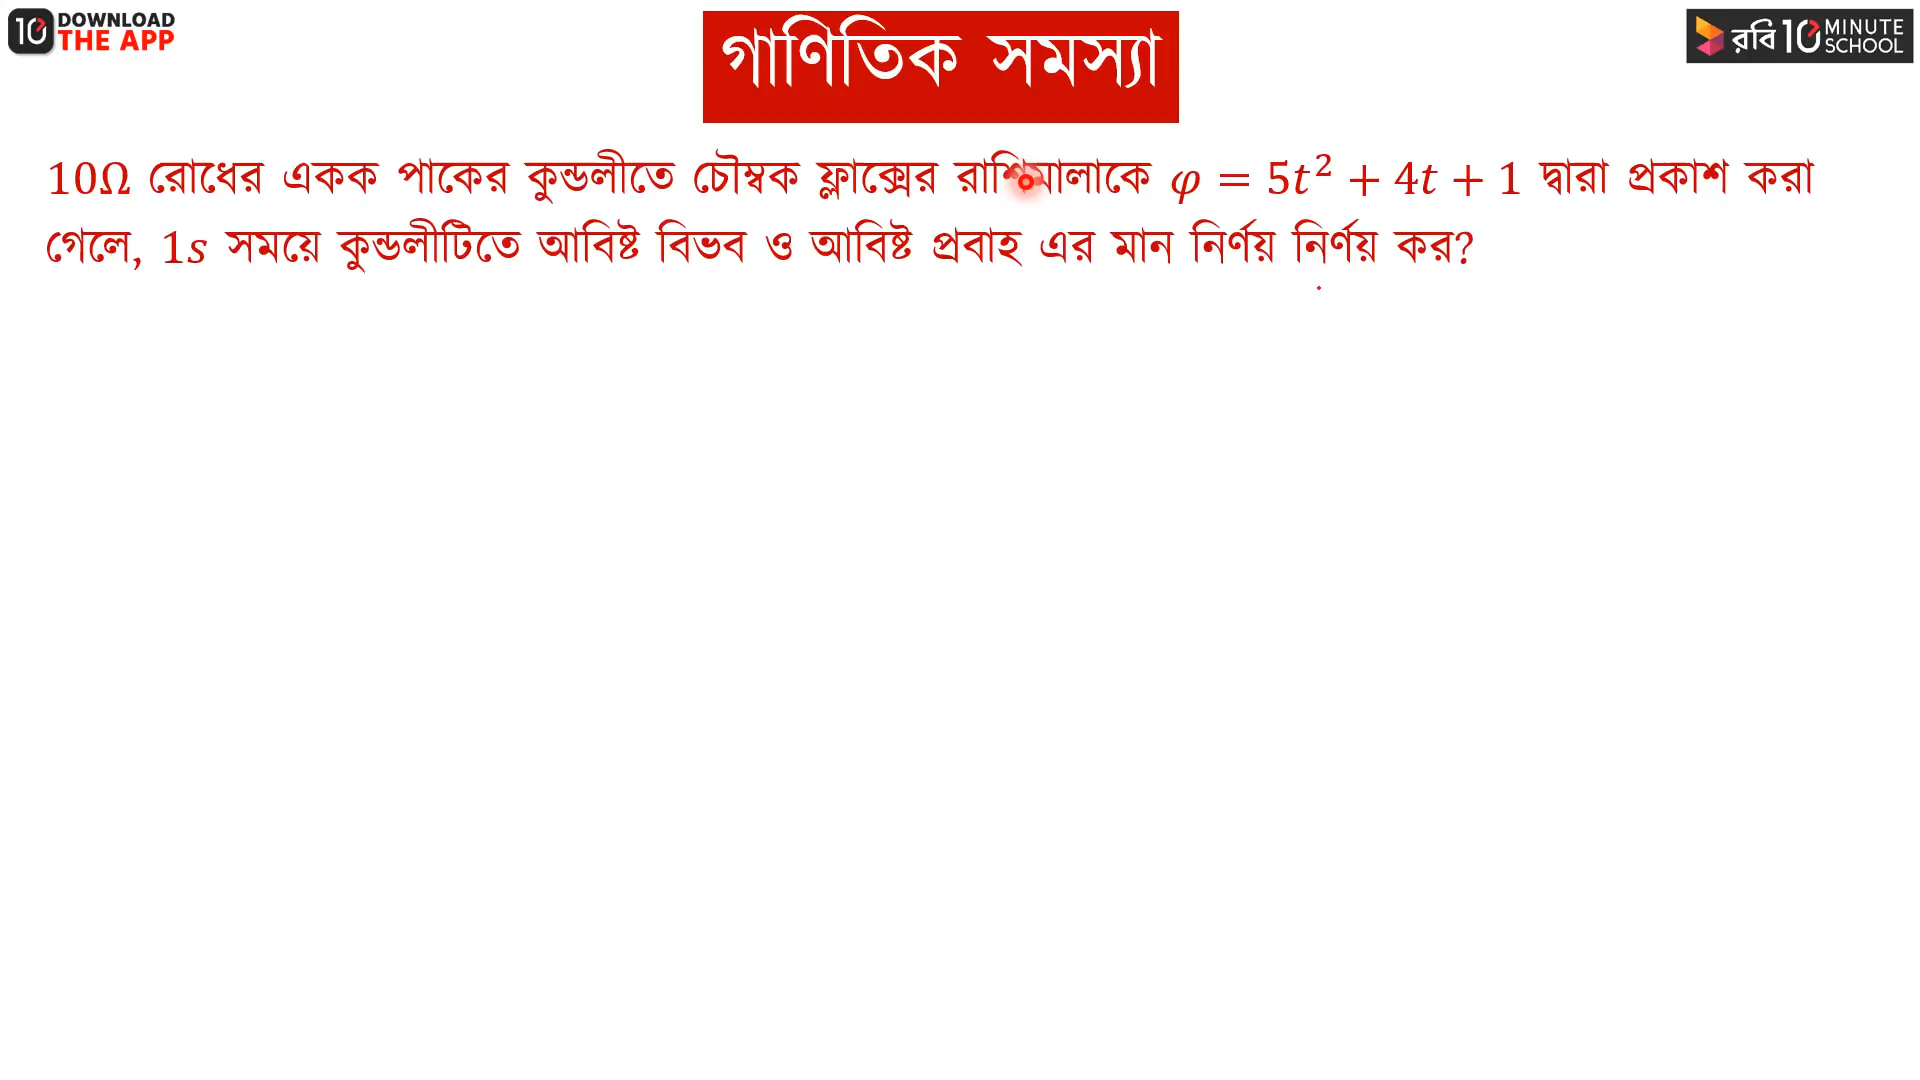 10 DOWNLOAD THE APP
গাণিতিক সমস্যা
রবি 10 MINUTE SCHOOL
10Ω রোধের একক পাকের কুন্ডলীতে চৌম্বক ফ্লাক্সের রাশিমালাকে φ = 5t² + 4t + 1 দ্বারা প্রকাশ করা
গেলে, 1s সময়ে কুন্ডলীটিতে আবিষ্ট বিভব ও আবিষ্ট প্রবাহ এর মান নির্ণয় নির্ণয় কর?